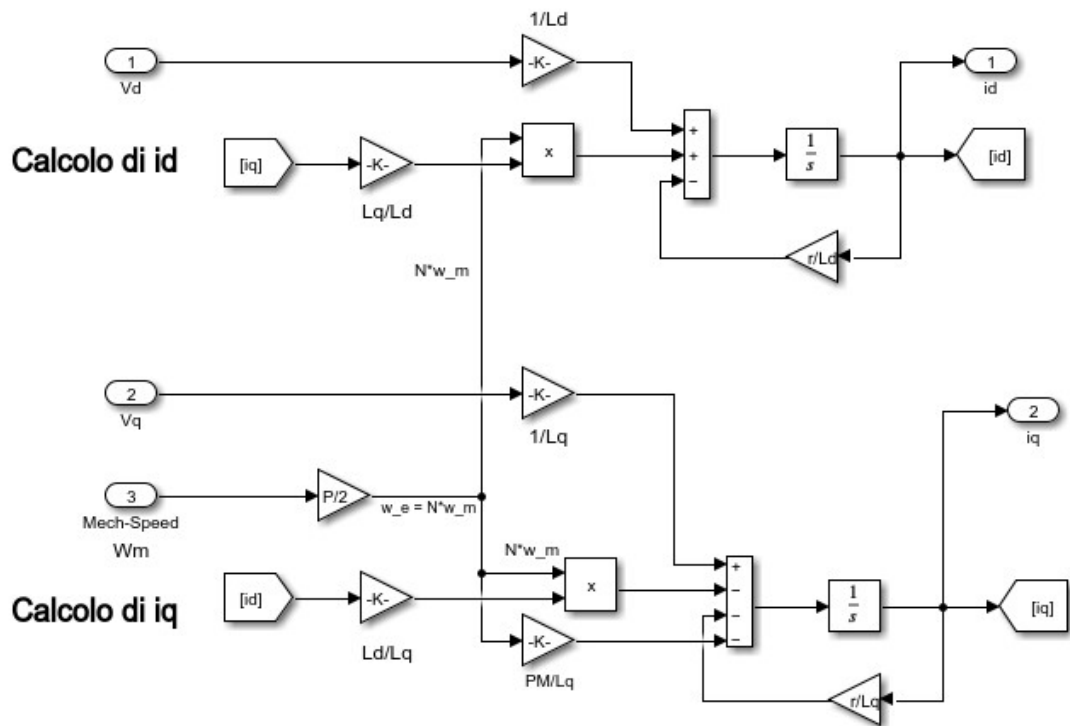 1/Ld
1
-K-
1
Vd
id
+
Calcolo di id
[iq]
-K-
x
+
−
1
s
[id]
Lq/Ld
r/Ld
N*w_m
2
-K-
Vq
1/Lq
2
iq
3
P/2
w_e = N*w_m
Mech-Speed
Wm
N*w_m
+
Calcolo di iq
[id]
-K-
x
−
−
−
1
s
[iq]
Ld/Lq
-K-
PM/Lq
r/Lq